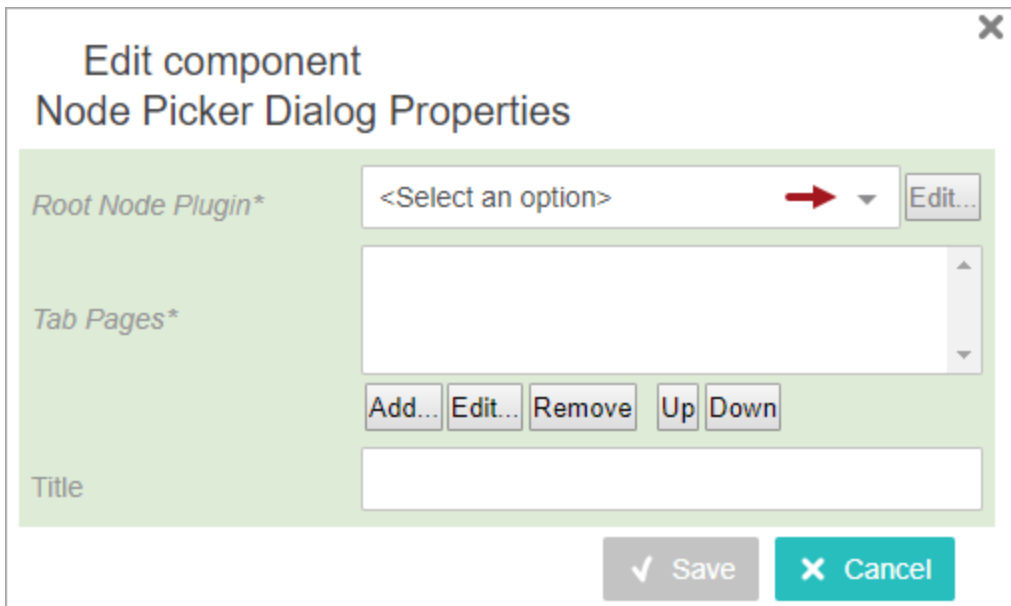 Edit component
Node Picker Dialog Properties
Root Node Plugin* <Select an option> Edit...
Tab Pages*
Add... Edit... Remove Up Down
Title
Save Cancel